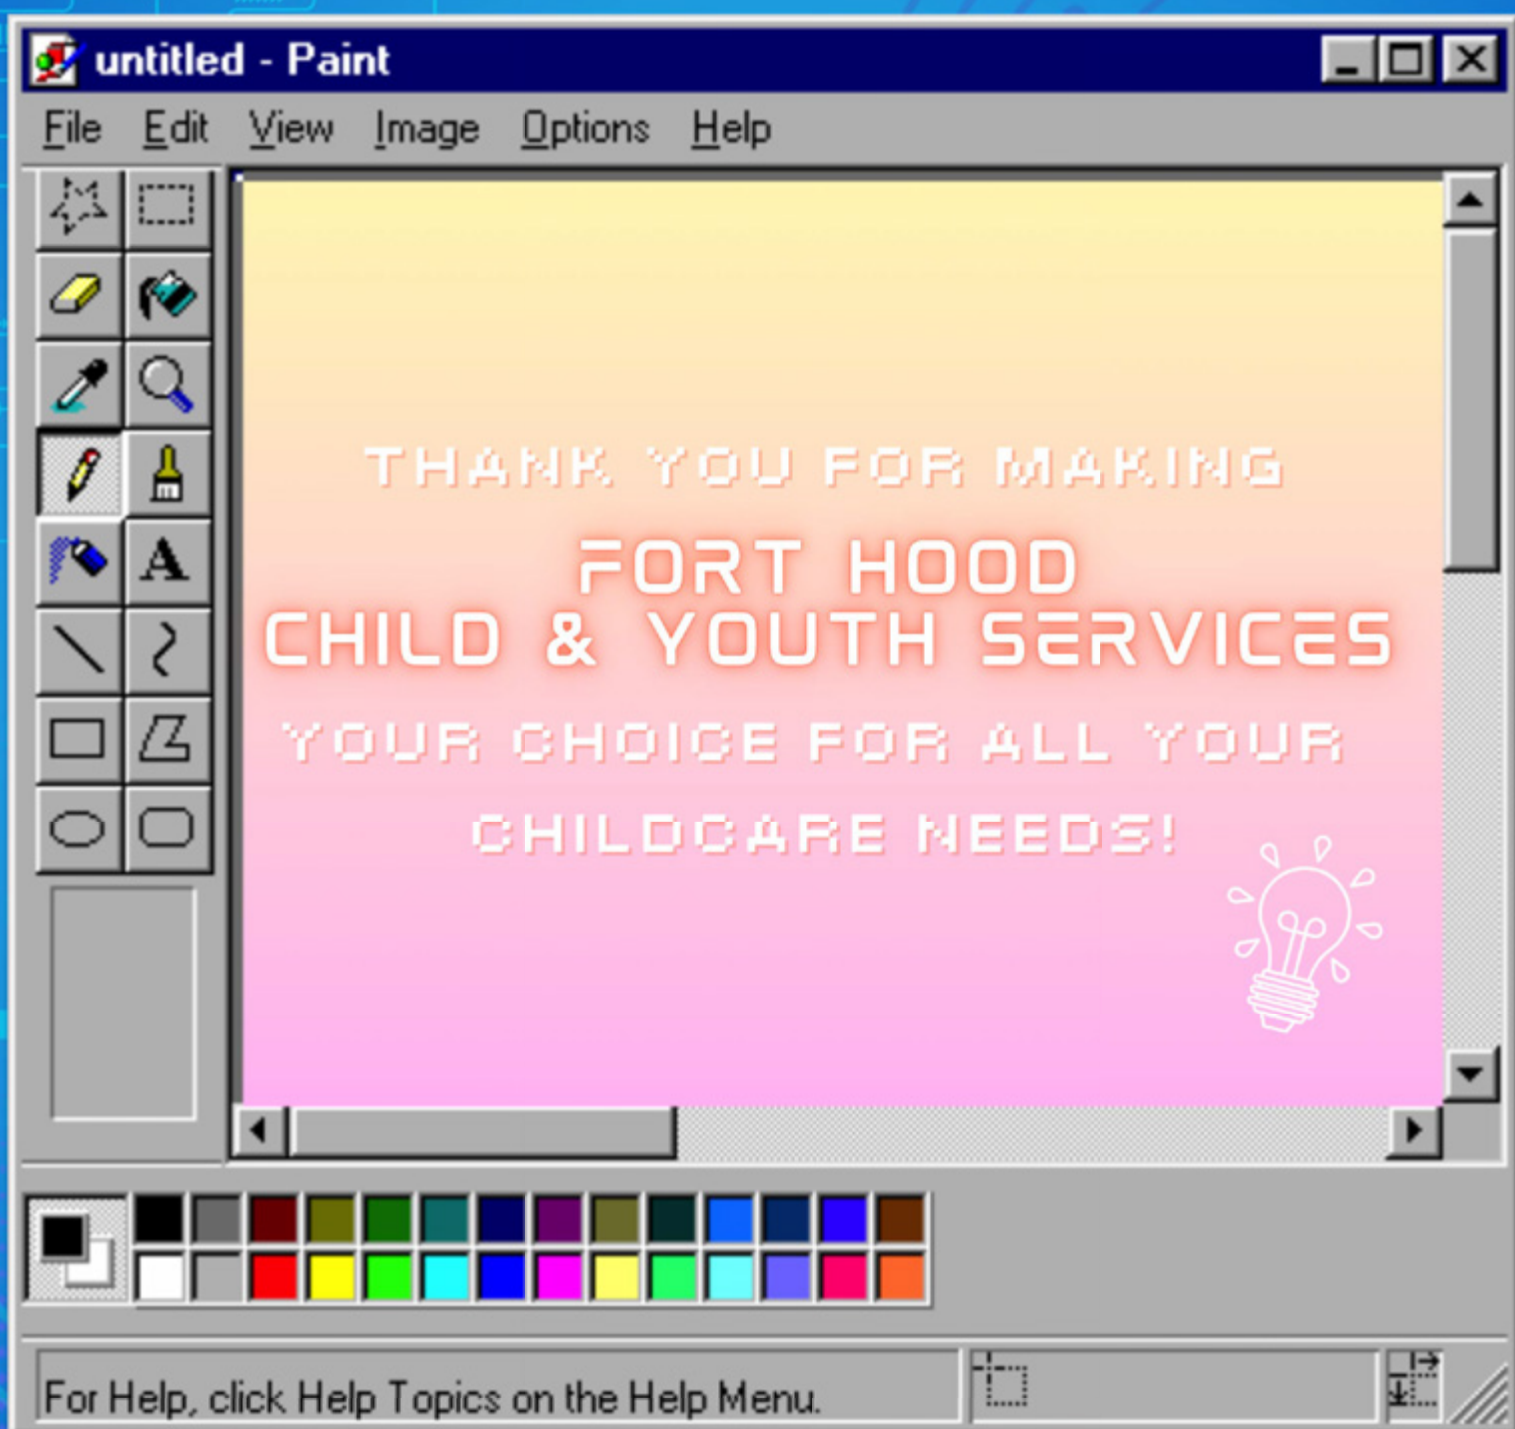 untitled - Paint
File Edit View Image Options Help
A
THANK YOU FOR MAKING
FORT HOOD
CHILD & YOUTH SERVICES
YOUR CHOICE FOR ALL YOUR
CHILDCARE NEEDS!
For Help, click Help Topics on the Help Menu.